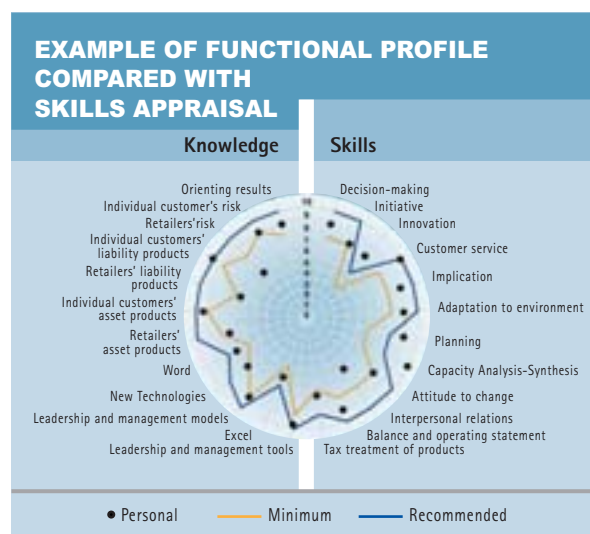 EXAMPLE OF FUNCTIONAL PROFILE
COMPARED WITH
SKILLS APPRAISAL
Knowledge
Skills
Orienting results
Individual customer's risk
Retailers'risk
Individual customers'
liability products
Retailers' liability
products
Individual customers'
asset products
Retailers'
asset products
Word
New Technologies
Leadership and management models
Excel
Leadership and management tools
Decision-making
Initiative
Innovation
Customer service
Implication
Adaptation to environment
Planning
Capacity Analysis-Synthesis
Attitude to change
Interpersonal relations
Balance and operating statement
Tax treatment of products
Personal
Minimum
Recommended